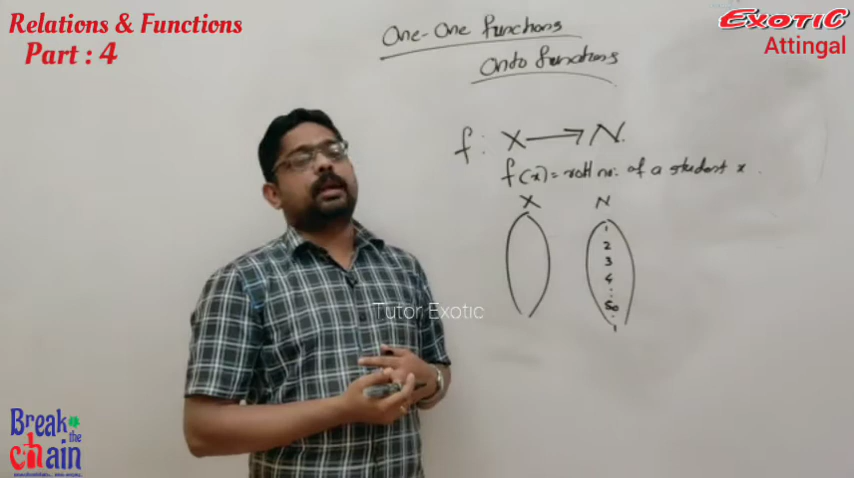 Relations & Functions
Part : 4
EXOTIC
Attingal
One-One Functions
Onto Functions
f: X → N.
f(x) = roll no. of a student x.
X N
1
2
3
4
:
50
Tutor Exotic
Break
the
chain